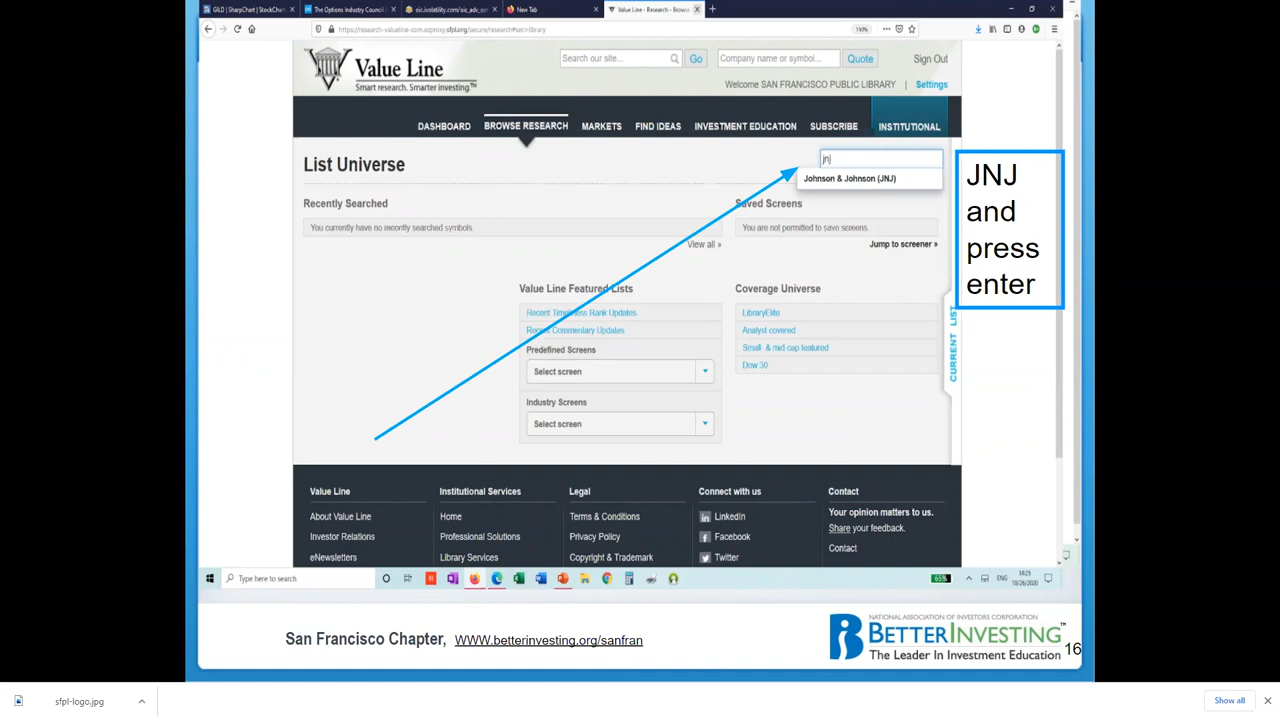 GILD | SharpChart | StockChart
The Options Industry Council
oic.ivolatility.com/oic_adv_o
New Tab
Value Line - Research - Browse
https://research-valueline-com.ezproxy.sfpl.org/secure/research#sec=library
150%
Value Line
Smart research. Smarter investing.™
Search our site...
Go
Company name or symbol...
Quote
Sign Out
Welcome SAN FRANCISCO PUBLIC LIBRARY | Settings
DASHBOARD
BROWSE RESEARCH
MARKETS
FIND IDEAS
INVESTMENT EDUCATION
SUBSCRIBE
INSTITUTIONAL
List Universe
jnj
Johnson & Johnson (JNJ)
JNJ
and
press
enter
Recently Searched
You currently have no recently searched symbols.
View all »
Saved Screens
You are not permitted to save screens.
Jump to screener »
Value Line Featured Lists
Recent Timeliness Rank Updates
Recent Commentary Updates
Predefined Screens
Select screen
Industry Screens
Select screen
Coverage Universe
LibraryElite
Analyst covered
Small- & mid cap featured
Dow 30
CURRENT LIST
Value Line
About Value Line
Investor Relations
eNewsletters
Institutional Services
Home
Professional Solutions
Library Services
Legal
Terms & Conditions
Privacy Policy
Copyright & Trademark
Connect with us
LinkedIn
Facebook
Twitter
Contact
Your opinion matters to us.
Share your feedback.
Contact
Type here to search
65%
ENG
14:25
10/26/2020
San Francisco Chapter, WWW.betterinvesting.org/sanfran
NATIONAL ASSOCIATION OF INVESTORS CORPORATION
BETTERINVESTING™
The Leader In Investment Education
16
sfpl-logo.jpg
Show all